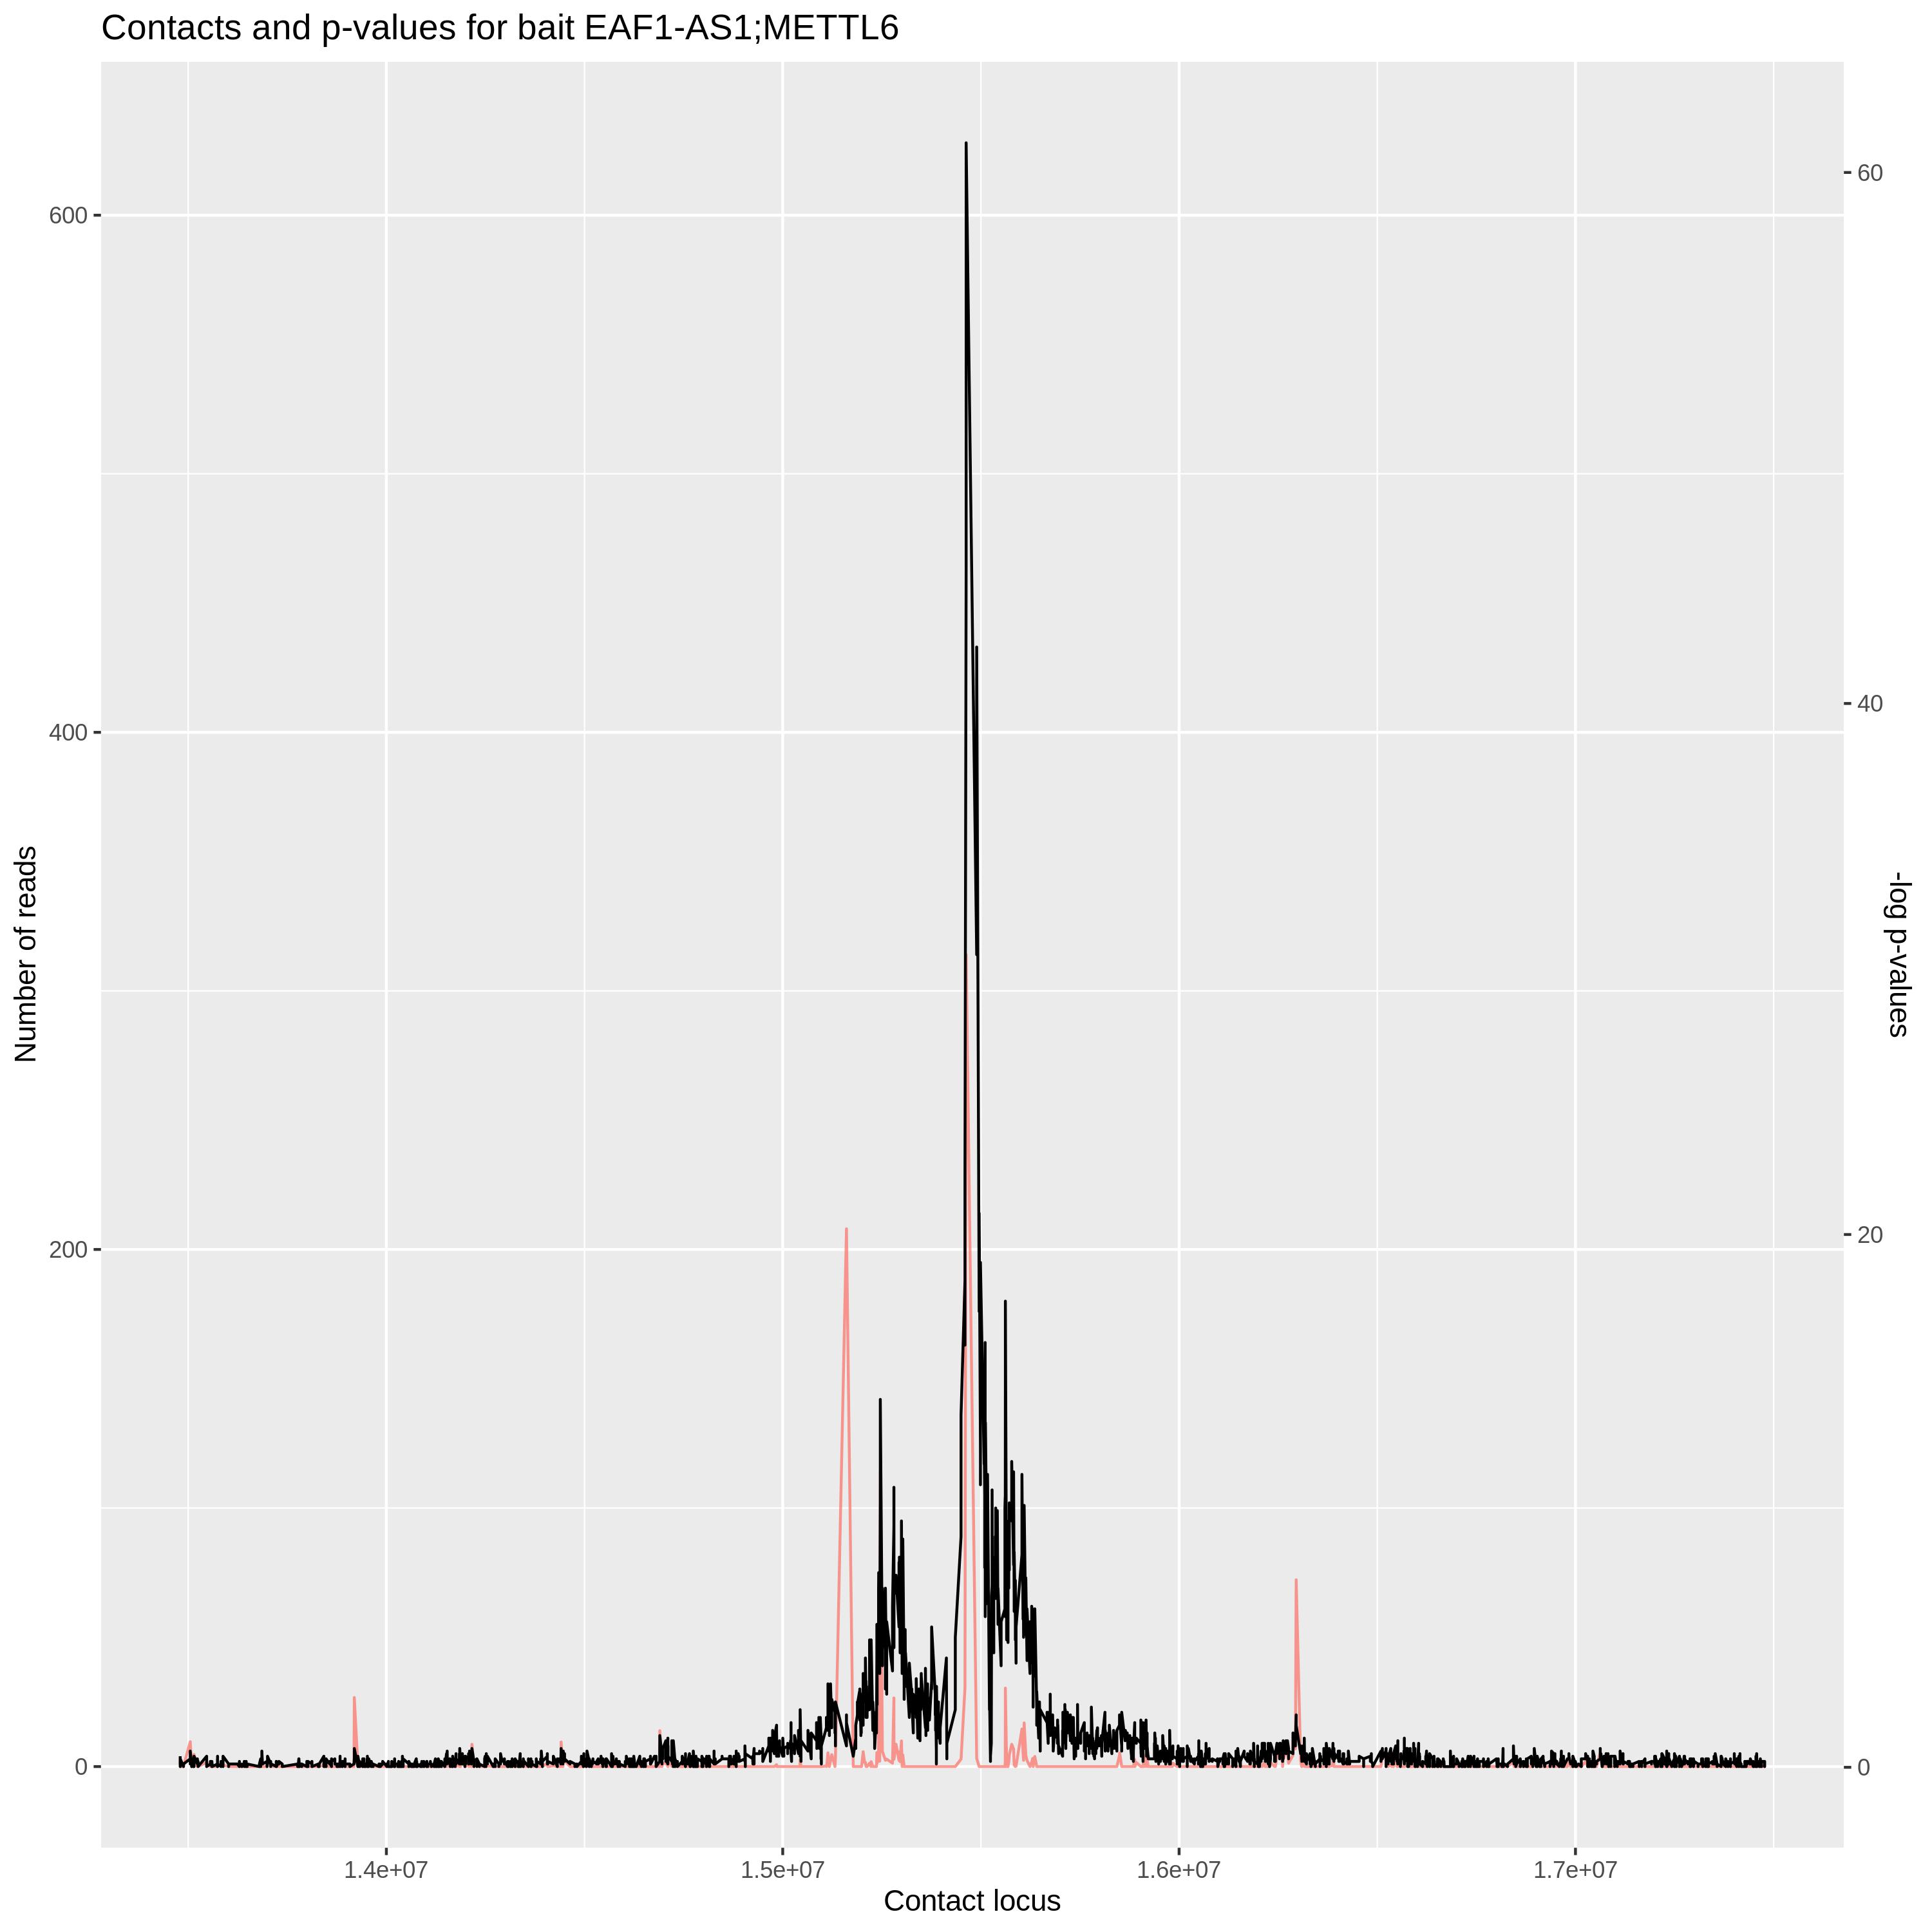 Contacts and p-values for bait EAF1-AS1;METTL6
600
400
200
0
Number of reads
60
40
20
0
-log p-values
1.4e+07
1.5e+07
1.6e+07
1.7e+07
Contact locus